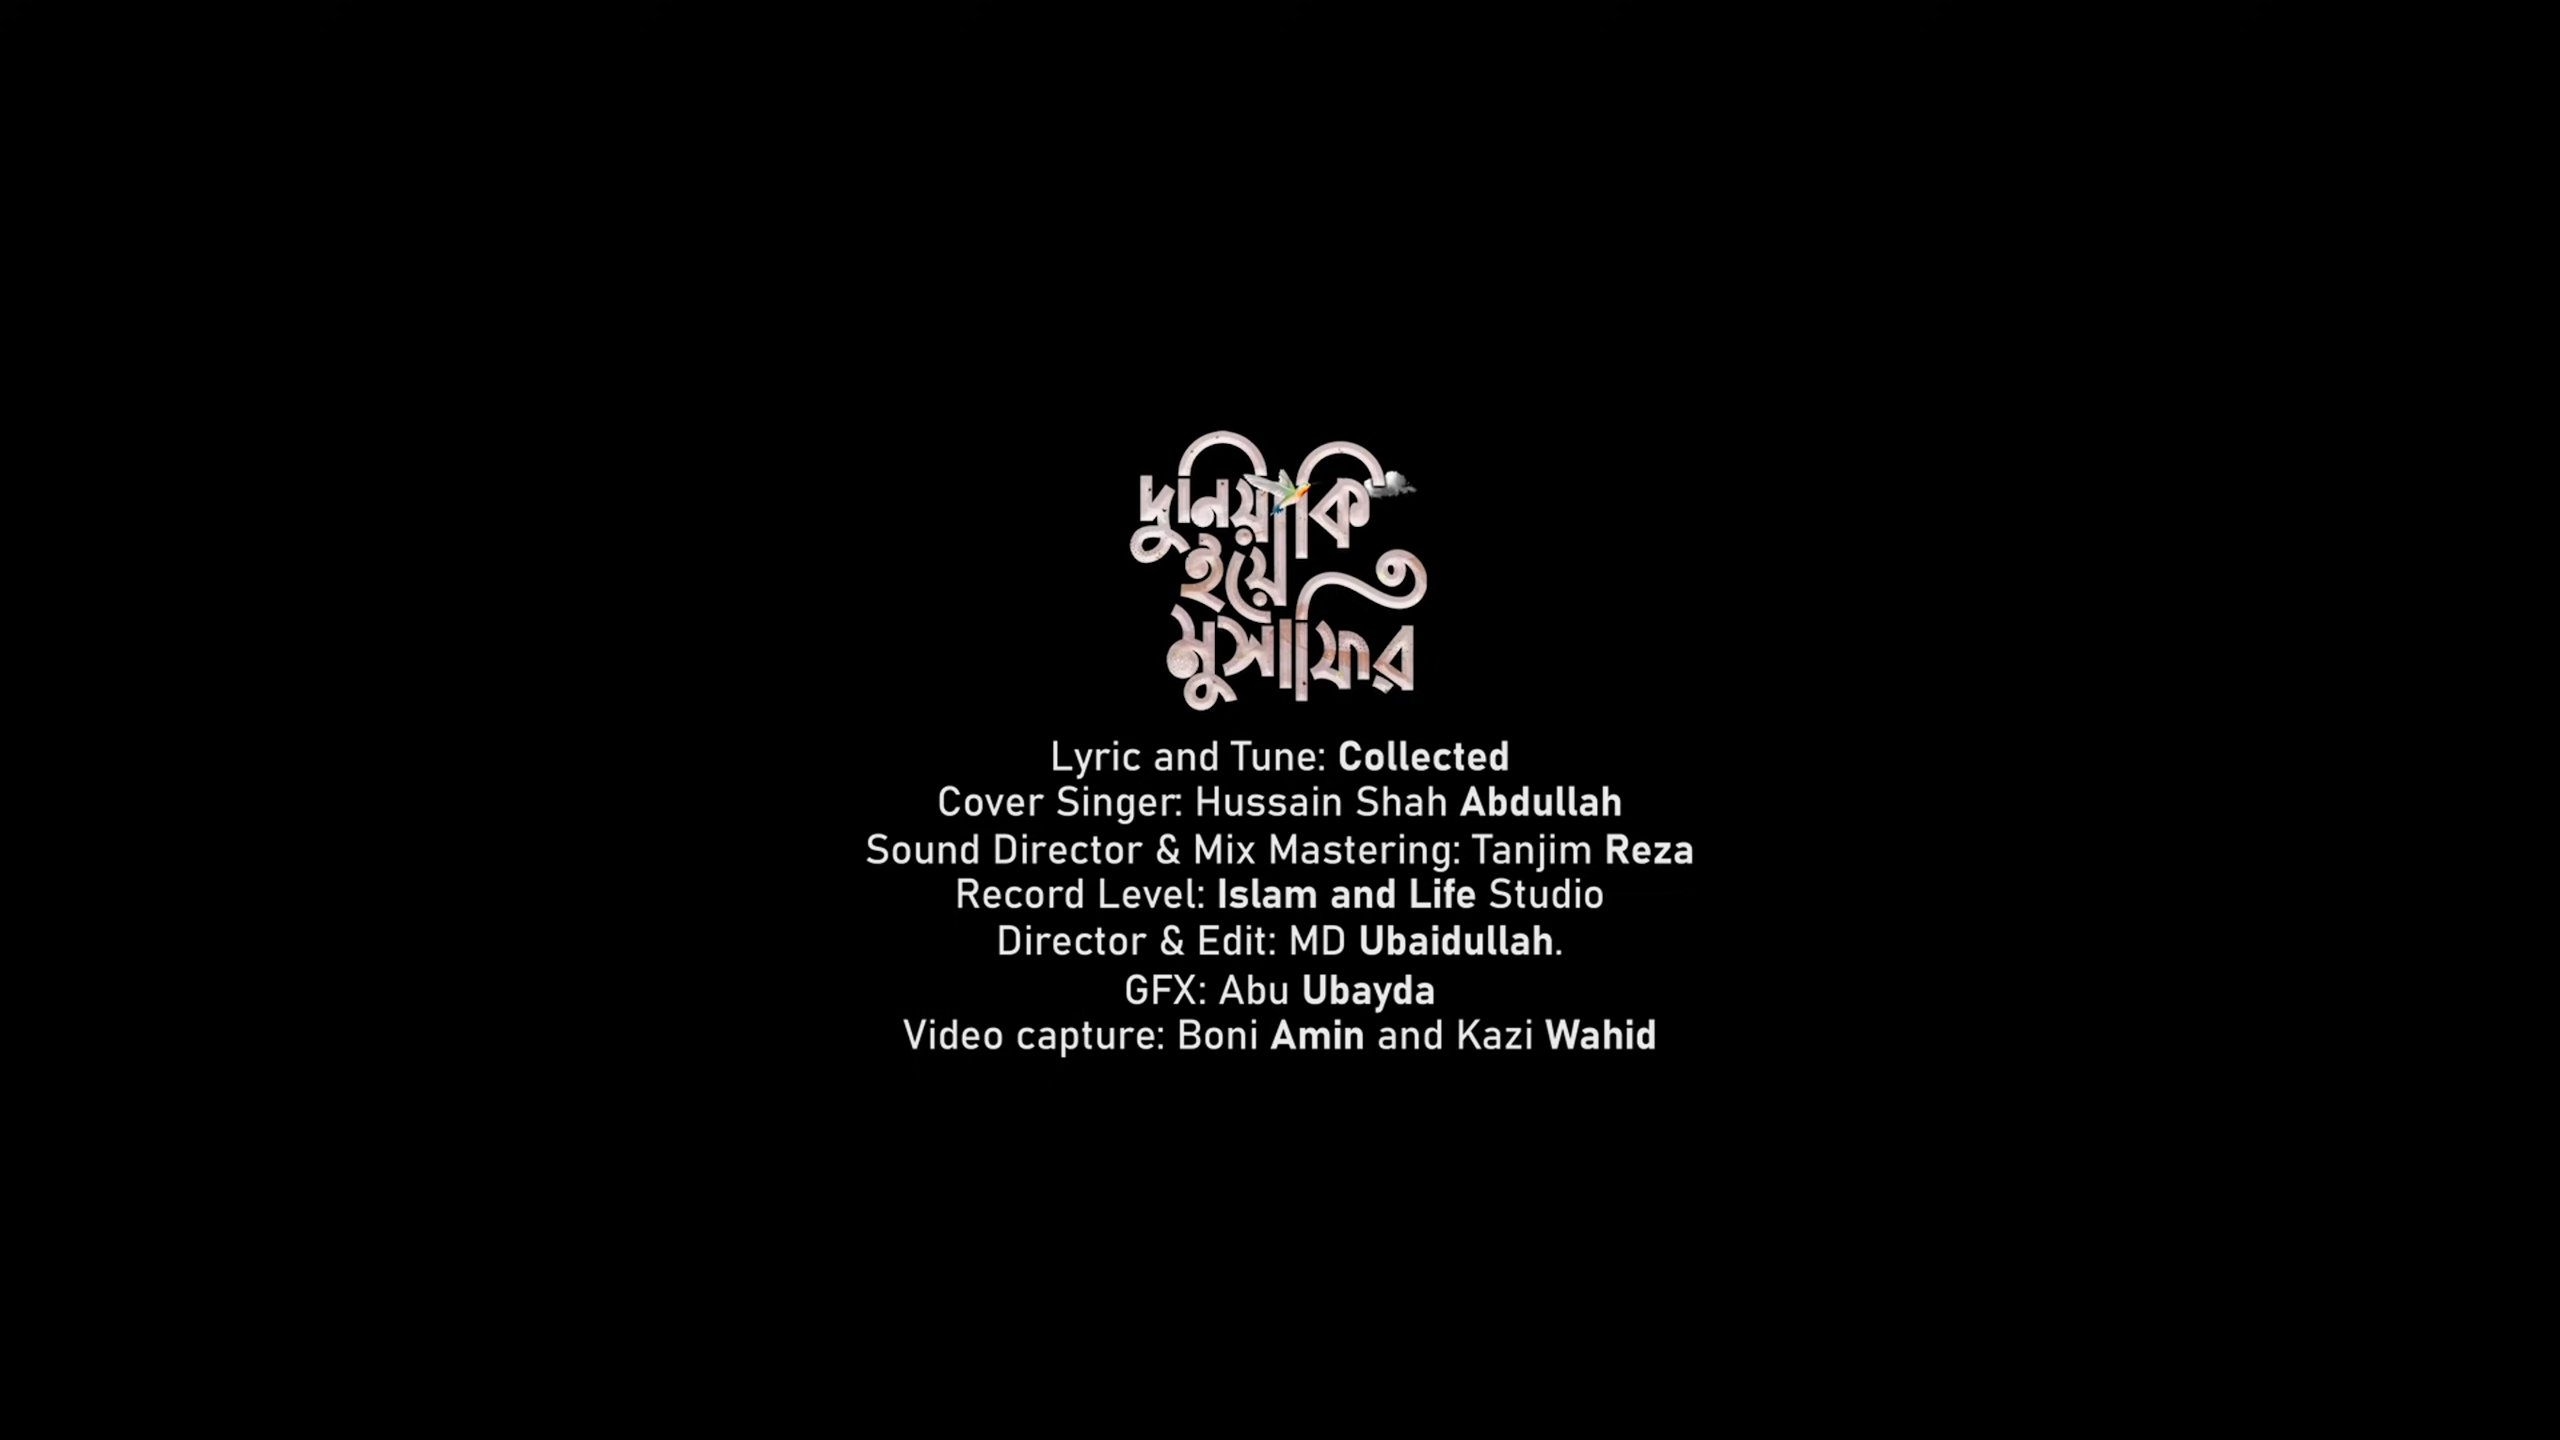 দুনিয়া কি
ইয়ে
মুসাফির
Lyric and Tune: Collected
Cover Singer: Hussain Shah Abdullah
Sound Director & Mix Mastering: Tanjim Reza
Record Level: Islam and Life Studio
Director & Edit: MD Ubaidullah.
GFX: Abu Ubayda
Video capture: Boni Amin and Kazi Wahid